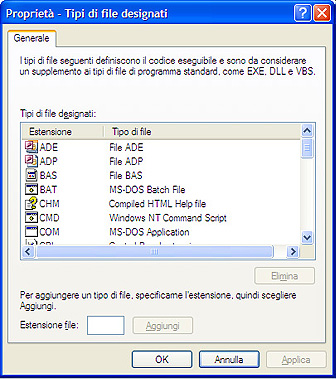 Proprietà - Tipi di file designati
Generale
I tipi di file seguenti definiscono il codice eseguibile e sono da considerare
un supplemento ai tipi di file di programma standard, come EXE, DLL e VBS.
Tipi di file designati:
Estensione Tipo di file
ADE File ADE
ADP File ADP
BAS File BAS
BAT MS-DOS Batch File
CHM Compiled HTML Help file
CMD Windows NT Command Script
COM MS-DOS Application
Elimina
Per aggiungere un tipo di file, specificarne l'estensione, quindi scegliere
Aggiungi.
Estensione file: Aggiungi
OK Annulla Applica